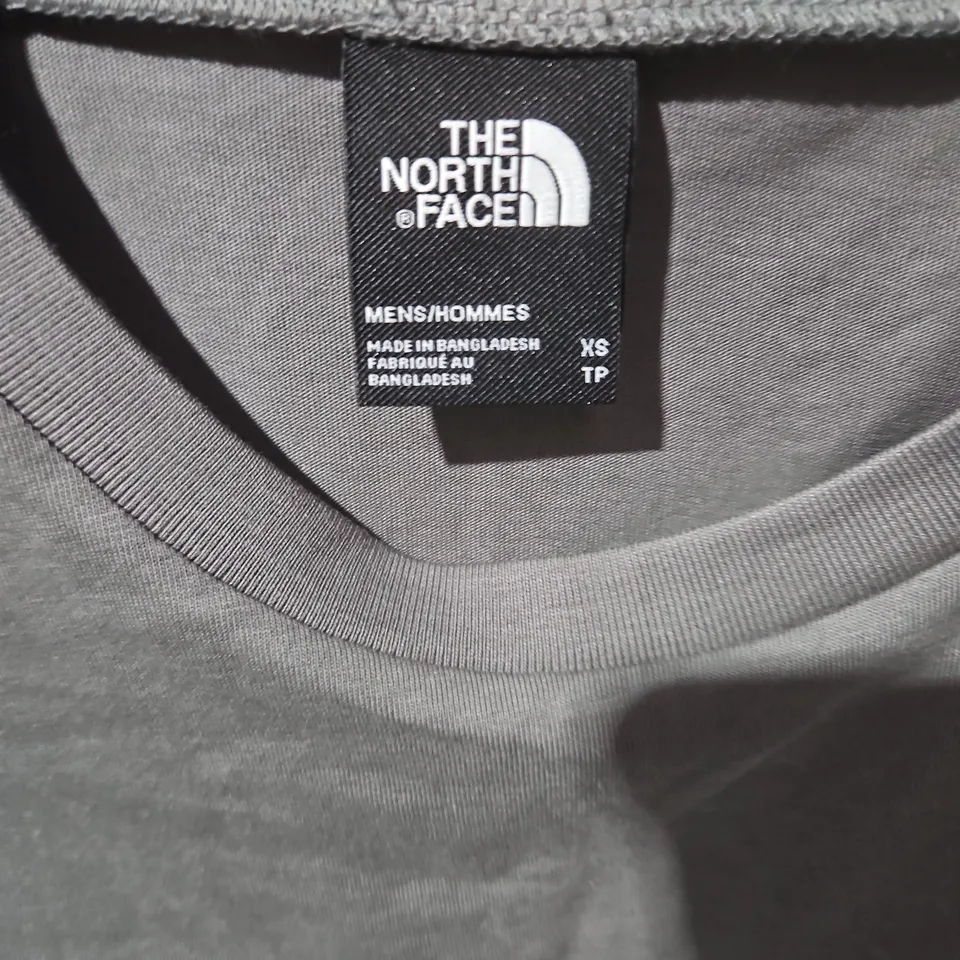 THE
NORTH
®FACE
MENS/HOMMES
MADE IN BANGLADESH XS
FABRIQUÉ AU TP
BANGLADESH